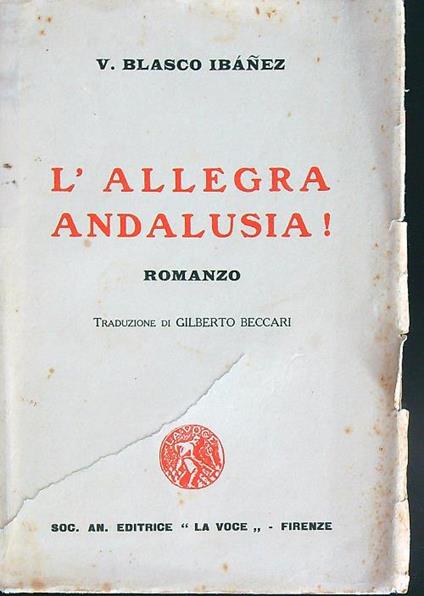 V. BLASCO IBÁÑEZ
L' ALLEGRA
ANDALUSIA!
ROMANZO
TRADUZIONE DI GILBERTO BECCARI
LA VOCE
SOC. AN. EDITRICE “ LA VOCE „ - FIRENZE